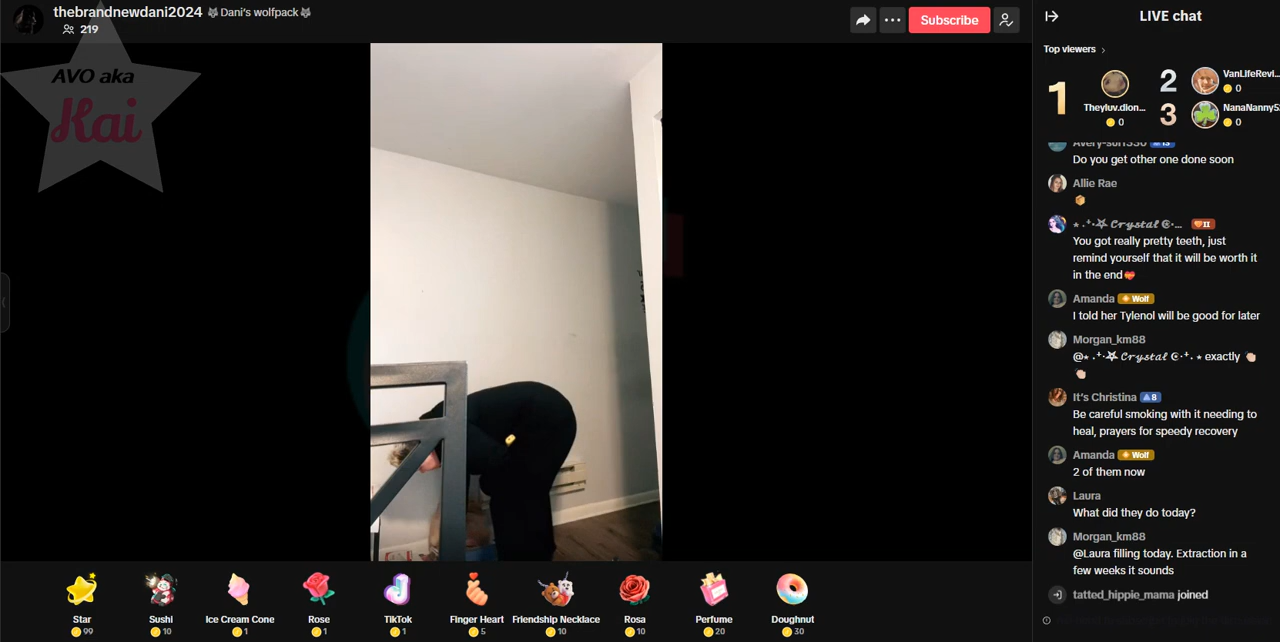 thebrandnewdani2024 🐺 Dani's wolfpack 🐺
219
Subscribe
AVO aka
Kai
LIVE chat
Top viewers
1
Theyluv.dion...
0
2
VanLifeRevi...
0
3
NanaNanny5
0
Do you get other one done soon
Allie Rae
📦
⋆ ₊⁺‧⛧ 𝓒𝓻𝔂𝓼𝓽𝓪𝓵 ☪‧... II
You got really pretty teeth, just
remind yourself that it will be worth it
in the end💝
Amanda Wolf
I told her Tylenol will be good for later
Morgan_km88
@⋆ ₊⁺‧⛧ 𝓒𝓻𝔂𝓼𝓽𝓪𝓵 ☪‧⁺₊ ⋆ exactly 👏🏻
👏🏻
It's Christina 8
Be careful smoking with it needing to
heal, prayers for speedy recovery
Amanda Wolf
2 of them now
Laura
What did they do today?
Morgan_km88
@Laura filling today. Extraction in a
few weeks it sounds
tatted_hippie_mama joined
Star
99
Sushi
10
Ice Cream Cone
1
Rose
1
TikTok
1
Finger Heart
5
Friendship Necklace
10
Rosa
10
Perfume
20
Doughnut
30